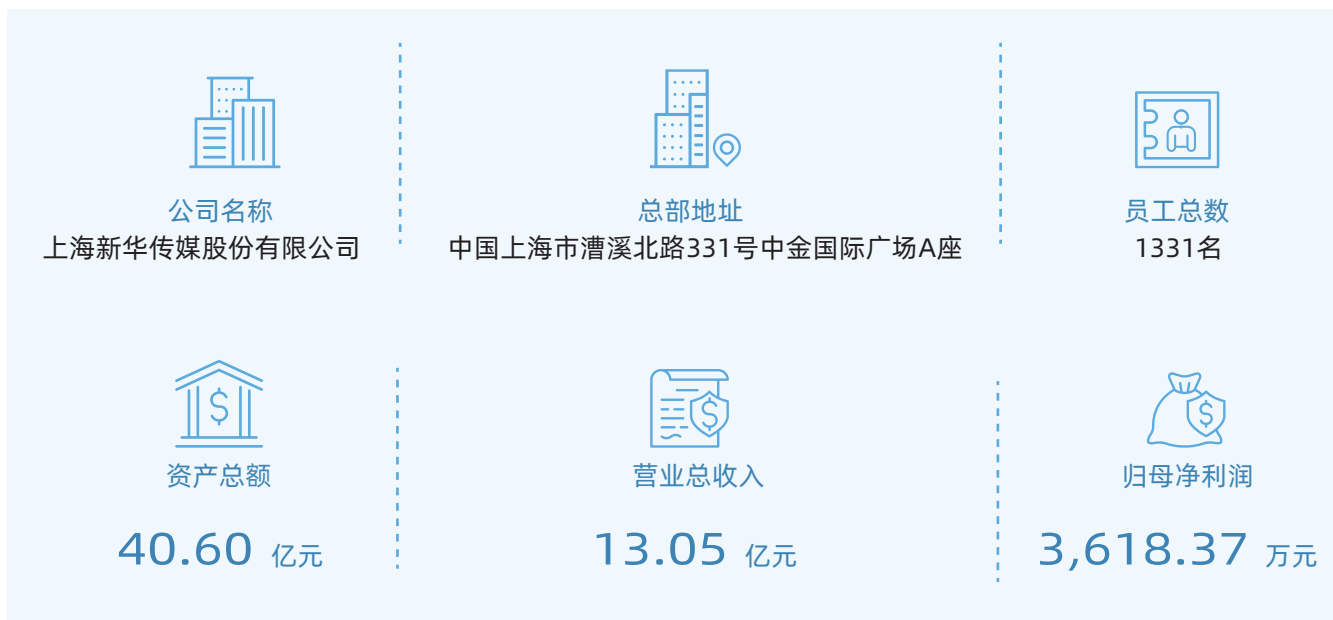 公司名称
上海新华传媒股份有限公司
总部地址
中国上海市漕溪北路331号中金国际广场A座
员工总数
1331名
资产总额
40.60 亿元
营业总收入
13.05 亿元
归母净利润
3,618.37 万元